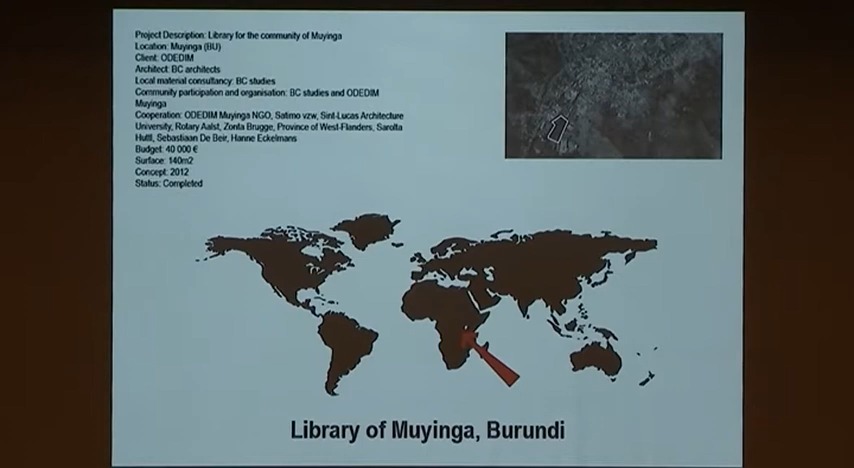 Project Description: Library for the community of Muyinga
Location: Muyinga (BU)
Client: ODEDIM
Architect: BC architects
Local material consultancy: BC studies
Community participation and organisation: BC studies and ODEDIM
Muyinga
Cooperation: ODEDIM Muyinga NGO, Satimo vzw, Sint-Lucas Architecture
University, Rotary Aalst, Zonta Brugge, Province of West-Flanders, Sarolta
Huttl, Sebastiaan De Beir, Hanne Eckelmans
Budget: 40 000 €
Surface: 140m2
Concept: 2012
Status: Completed
Library of Muyinga, Burundi